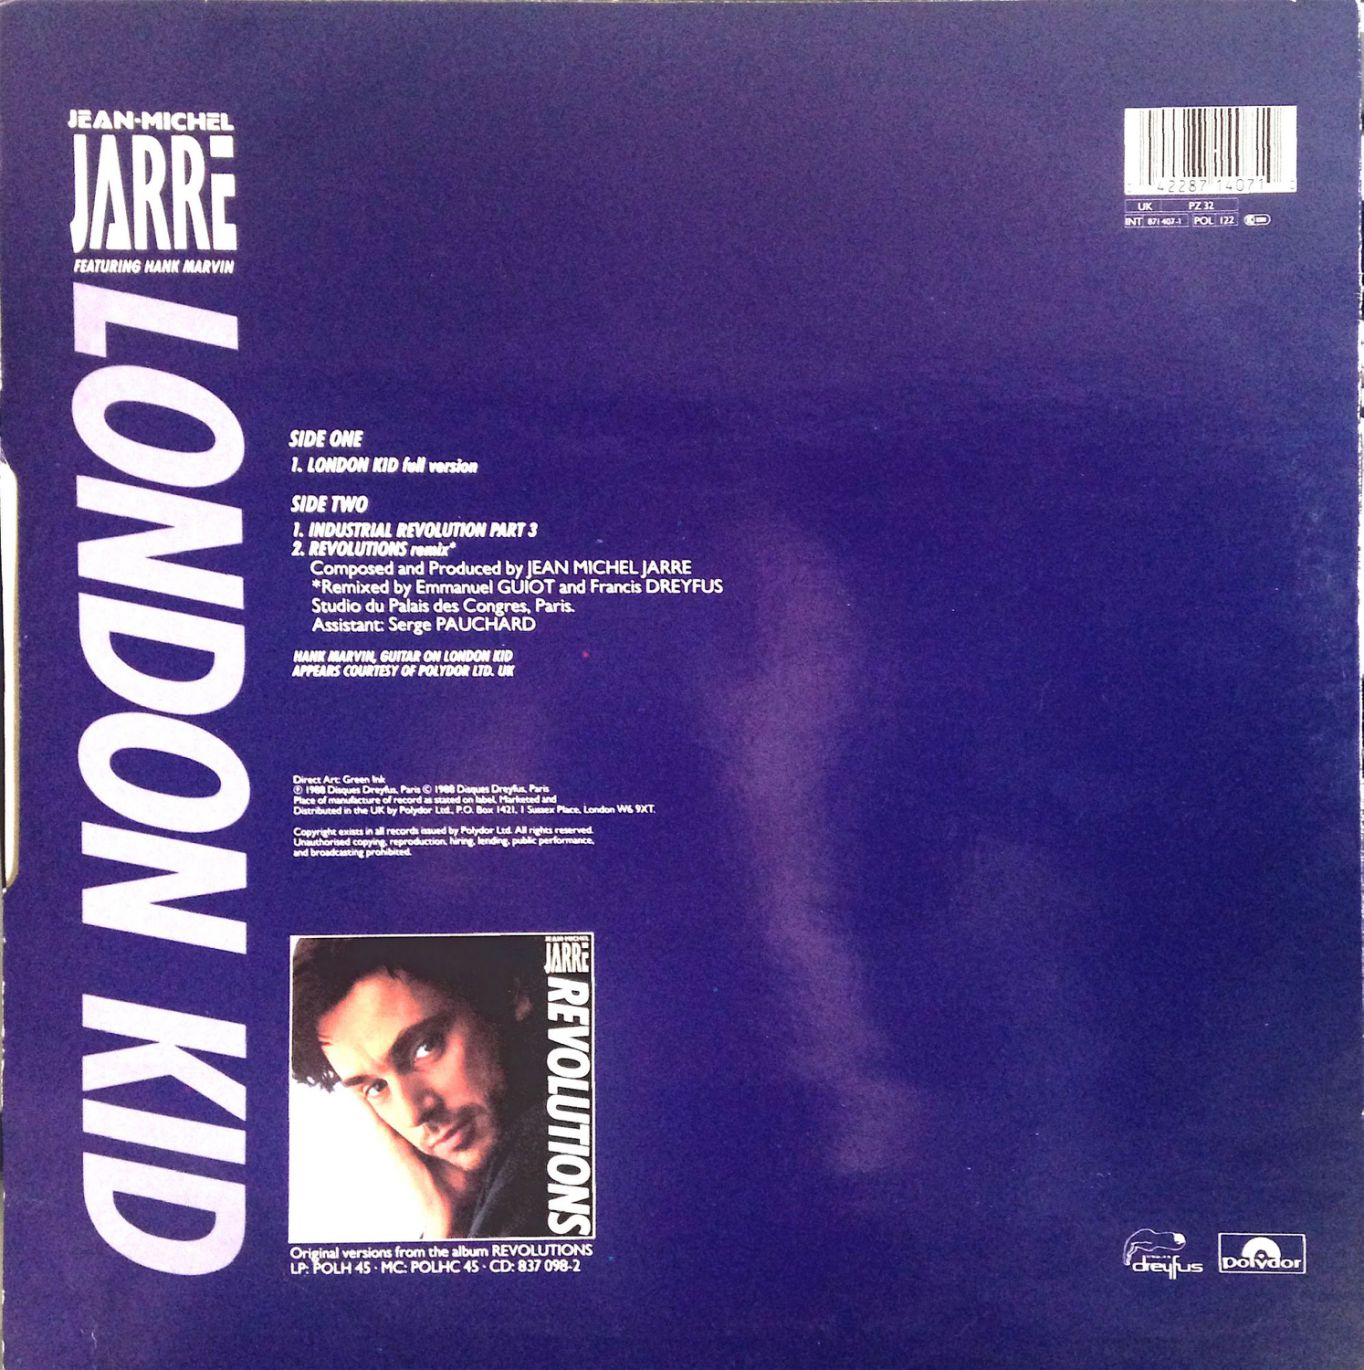 JEAN-MICHEL
JARRE
FEATURING HANK MARVIN
LONDON KID
42287 14071
UK PZ 32
INT 871 407-1 POL 122
SIDE ONE
1. LONDON KID full version
SIDE TWO
1. INDUSTRIAL REVOLUTION PART 3
2. REVOLUTIONS remix*
Composed and Produced by JEAN MICHEL JARRE
*Remixed by Emmanuel GUIOT and Francis DREYFUS
Studio du Palais des Congres, Paris.
Assistant: Serge PAUCHARD
HANK MARVIN, GUITAR ON LONDON KID
APPEARS COURTESY OF POLYDOR LTD. UK
Direct Art: Green Ink
℗ 1988 Disques Dreyfus, Paris © 1988 Disques Dreyfus, Paris
Place of manufacture of record as stated on label. Marketed and
Distributed in the UK by Polydor Ltd., P.O. Box 1421, 1 Sussex Place, London W6 9XT.
Copyright exists in all records issued by Polydor Ltd. All rights reserved.
Unauthorised copying, reproduction, hiring, lending, public performance,
and broadcasting prohibited.
JEAN-MICHEL
JARRE
REVOLUTIONS
Original versions from the album REVOLUTIONS
LP: POLH 45 · MC: POLHC 45 · CD: 837 098-2
dreyfus
polydor